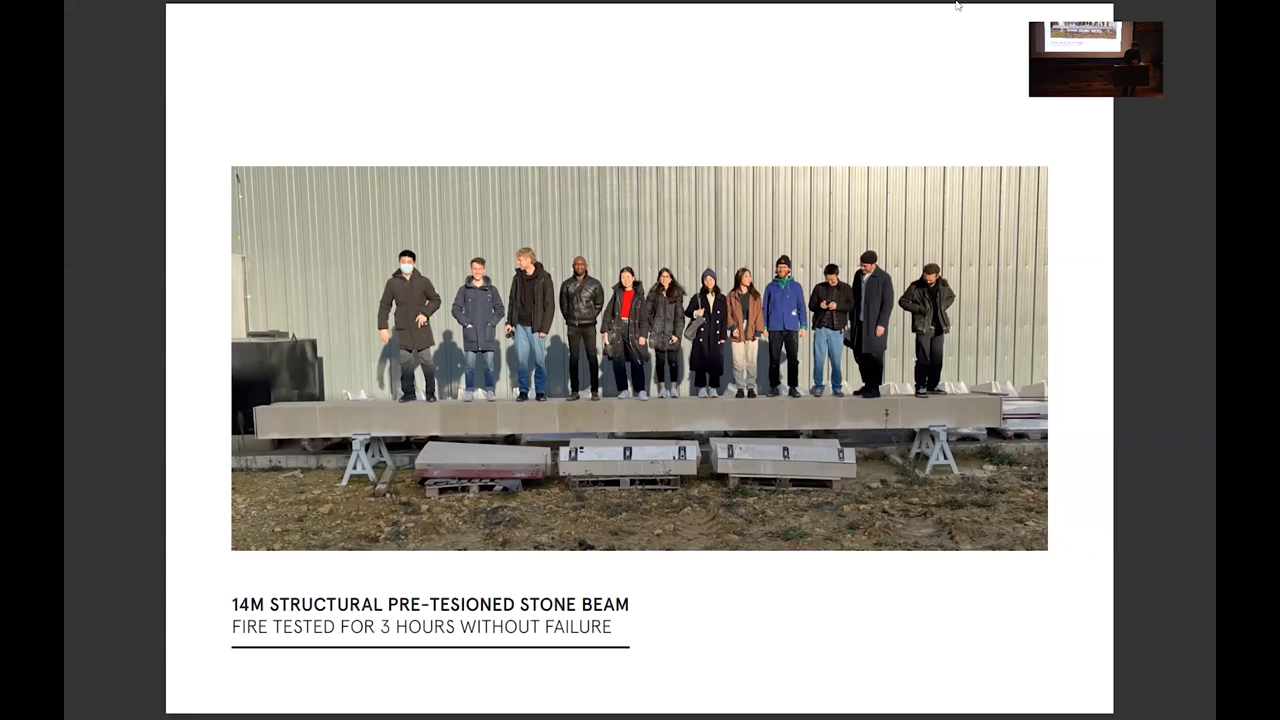 14M STRUCTURAL PRE-TESIONED STONE BEAM
FIRE TESTED FOR 3 HOURS WITHOUT FAILURE